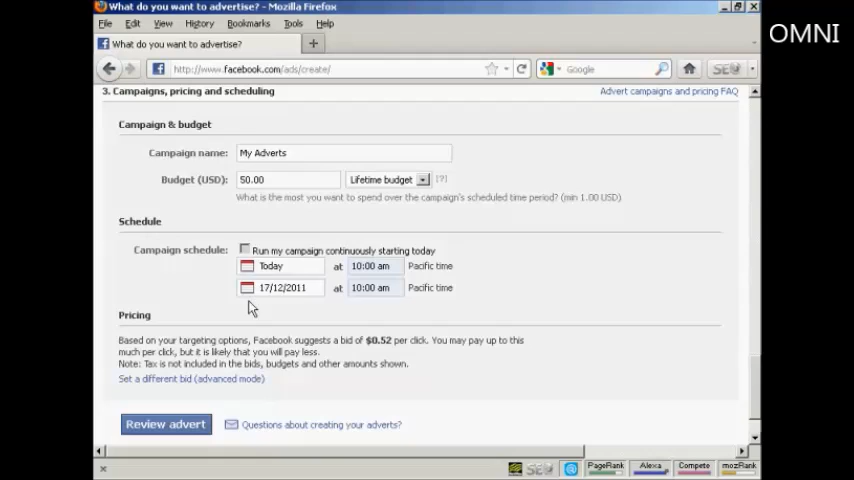 What do you want to advertise? - Mozilla Firefox
OMNI
File Edit View History Bookmarks Tools Help
What do you want to advertise?
http://www.facebook.com/ads/create/
Google
SEO
3. Campaigns, pricing and scheduling
Advert campaigns and pricing FAQ
Campaign & budget
Campaign name: My Adverts
Budget (USD): 50.00 Lifetime budget [?]
What is the most you want to spend over the campaign's scheduled time period? (min 1.00 USD)
Schedule
Campaign schedule: Run my campaign continuously starting today
Today at 10:00 am Pacific time
17/12/2011 at 10:00 am Pacific time
Pricing
Based on your targeting options, Facebook suggests a bid of $0.52 per click. You may pay up to this
much per click, but it is likely that you will pay less.
Note: Tax is not included in the bids, budgets and other amounts shown.
Set a different bid (advanced mode)
Review advert Questions about creating your adverts?
SEO PageRank Alexa Compete mozRank